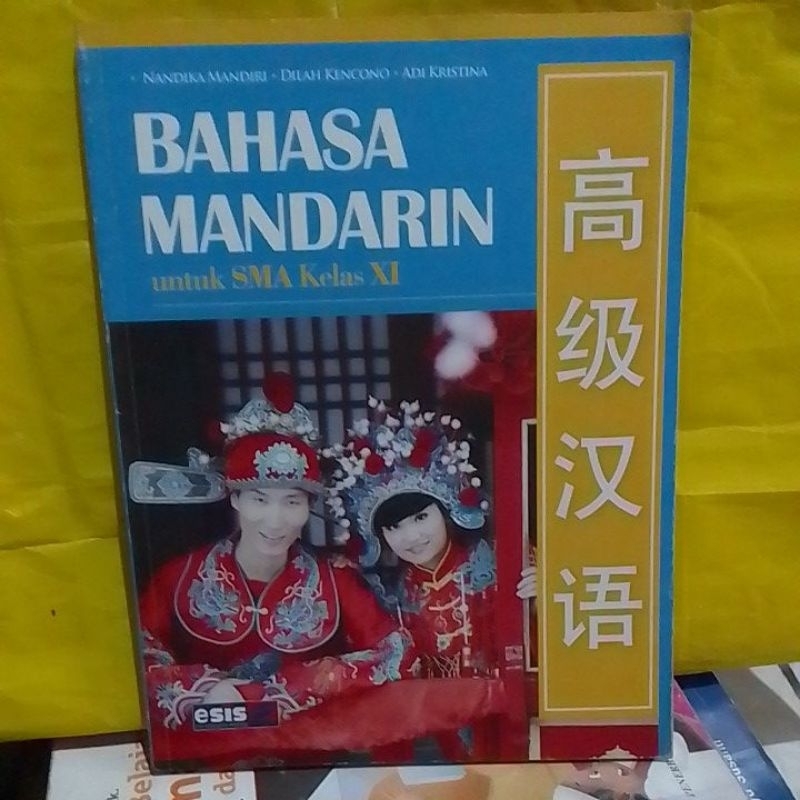 NANDIKA MANDIRI • DILAH KENCONO • ADI KRISTINA
BAHASA
MANDARIN
untuk SMA Kelas XI
高级汉语
esis